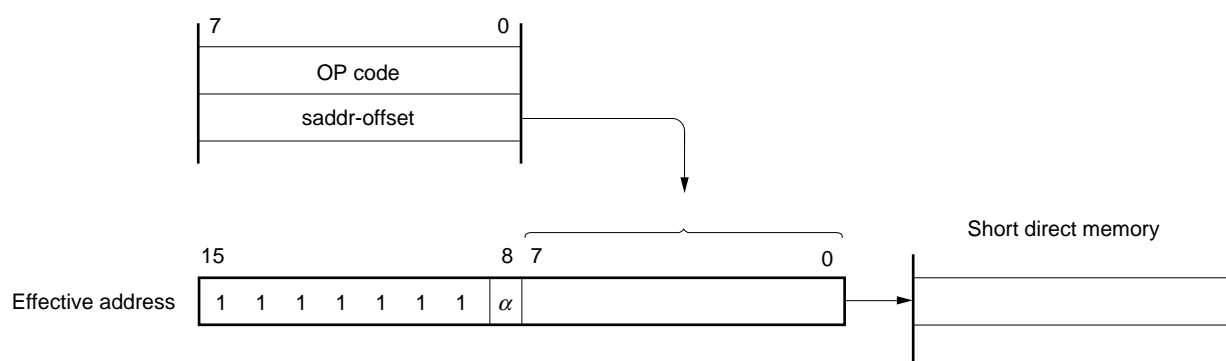 7 0
OP code
saddr-offset
Short direct memory
15 8 7 0
Effective address 1 1 1 1 1 1 1 α